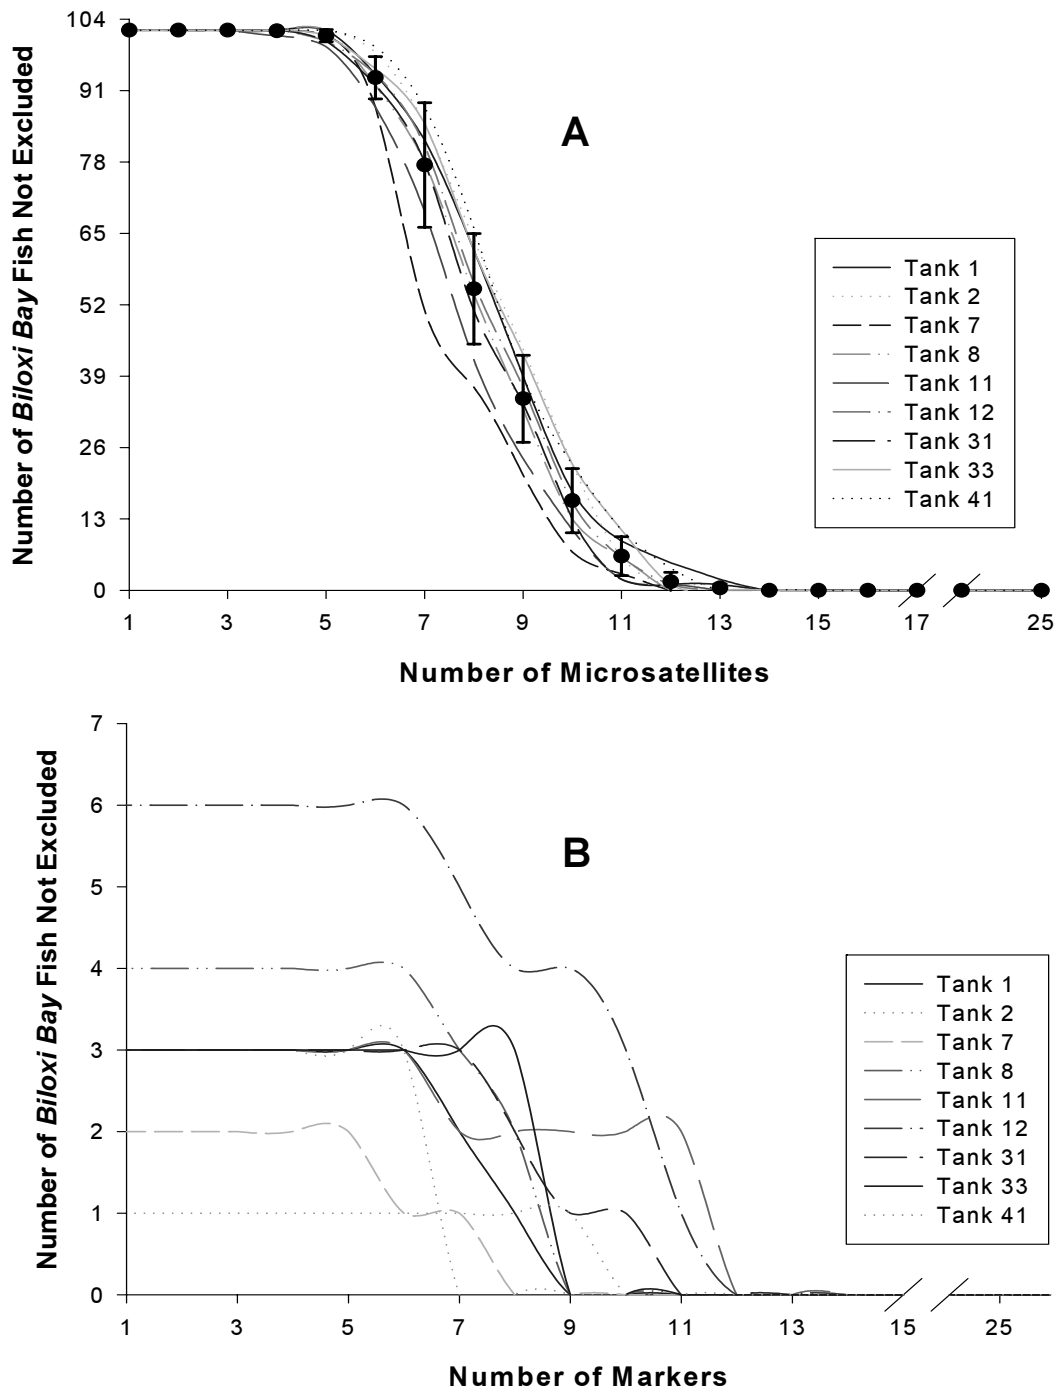 104
91
78
65
52
39
26
13
0
Number of Biloxi Bay Fish Not Excluded
A
Tank 1
Tank 2
Tank 7
Tank 8
Tank 11
Tank 12
Tank 31
Tank 33
Tank 41
1 3 5 7 9 11 13 15 17 25
Number of Microsatellites
7
6
5
4
3
2
1
0
Number of Biloxi Bay Fish Not Excluded
B
Tank 1
Tank 2
Tank 7
Tank 8
Tank 11
Tank 12
Tank 31
Tank 33
Tank 41
1 3 5 7 9 11 13 15 25
Number of Markers